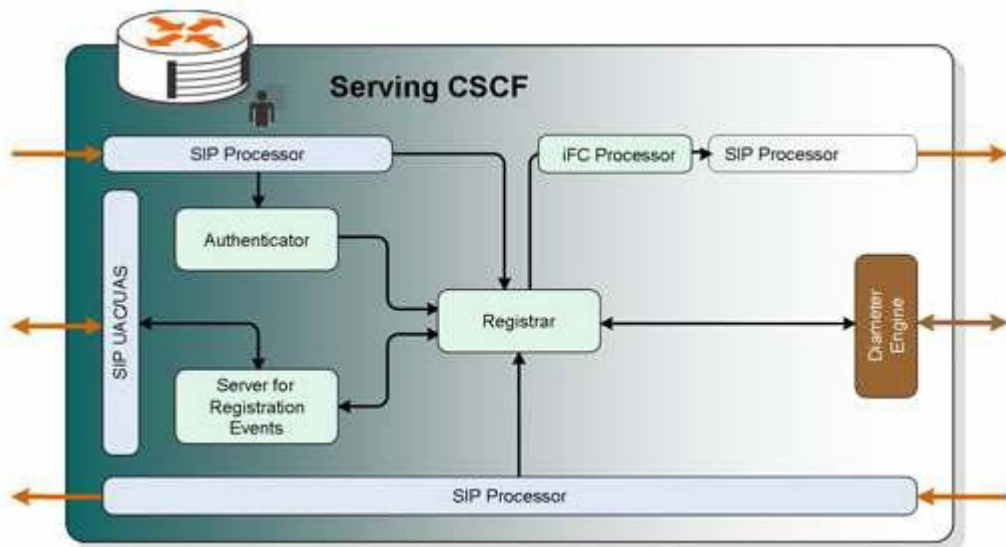 Serving CSCF
SIP Processor
iFC Processor
SIP Processor
Authenticator
SIP UAC/UAS
Registrar
Diameter
Engine
Server for
Registration
Events
SIP Processor